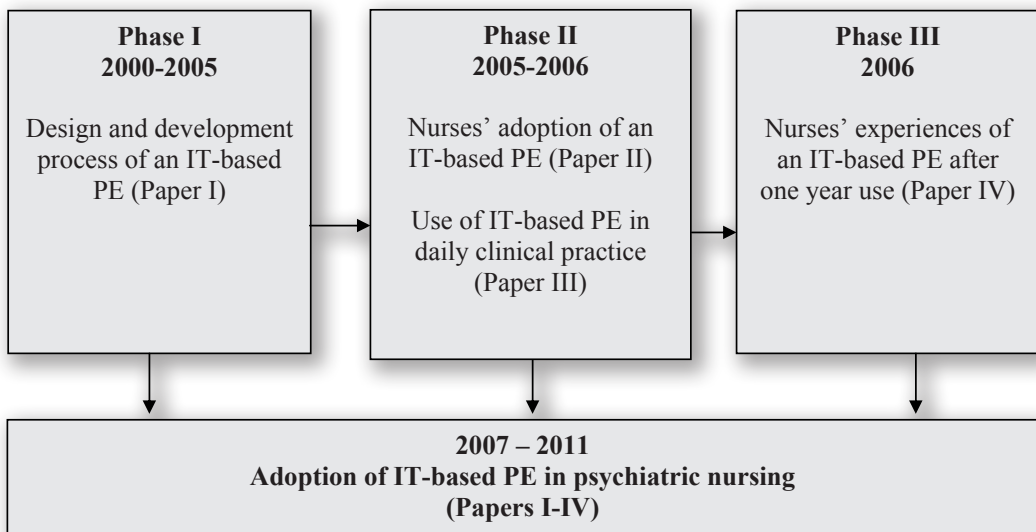 Phase I
2000-2005
Design and development
process of an IT-based
PE (Paper I)
Phase II
2005-2006
Nurses’ adoption of an
IT-based PE (Paper II)
Use of IT-based PE in
daily clinical practice
(Paper III)
Phase III
2006
Nurses’ experiences of
an IT-based PE after
one year use (Paper IV)
2007 – 2011
Adoption of IT-based PE in psychiatric nursing
(Papers I-IV)